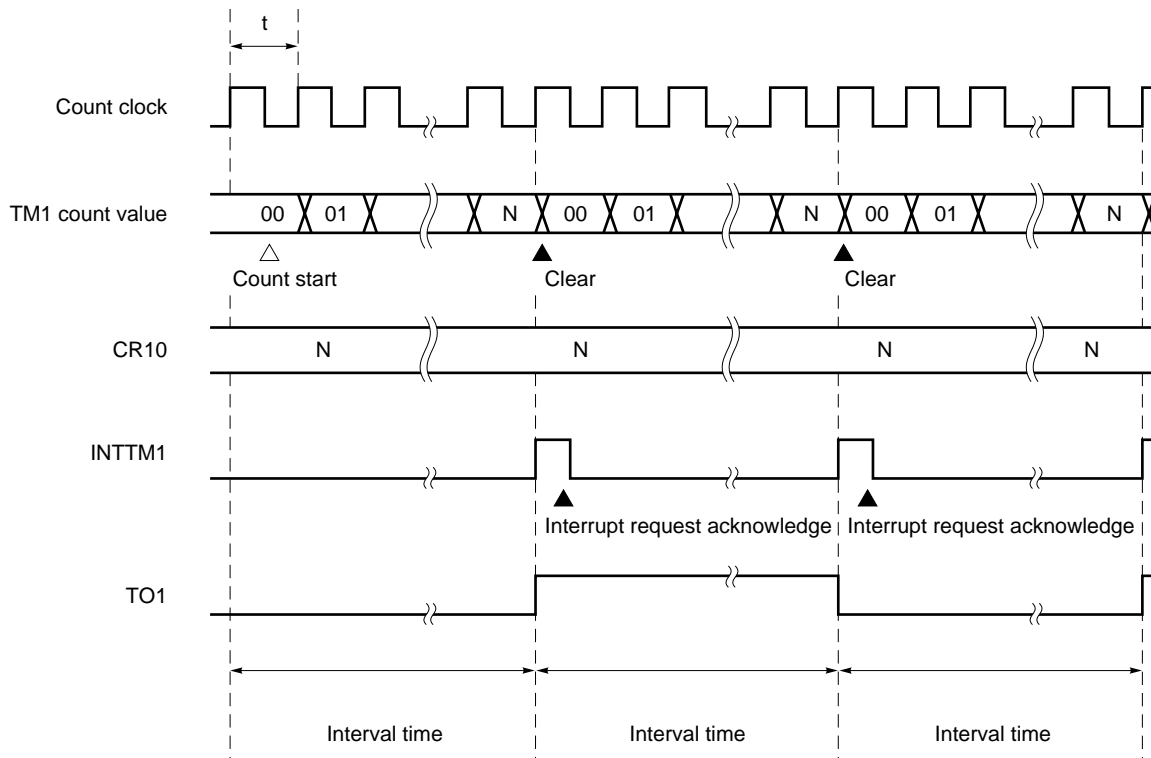 t
Count clock
TM1 count value 00 01 N 00 01 N 00 01 N
Count start Clear Clear
CR10 N N N N
INTTM1
Interrupt request acknowledge Interrupt request acknowledge
TO1
Interval time Interval time Interval time